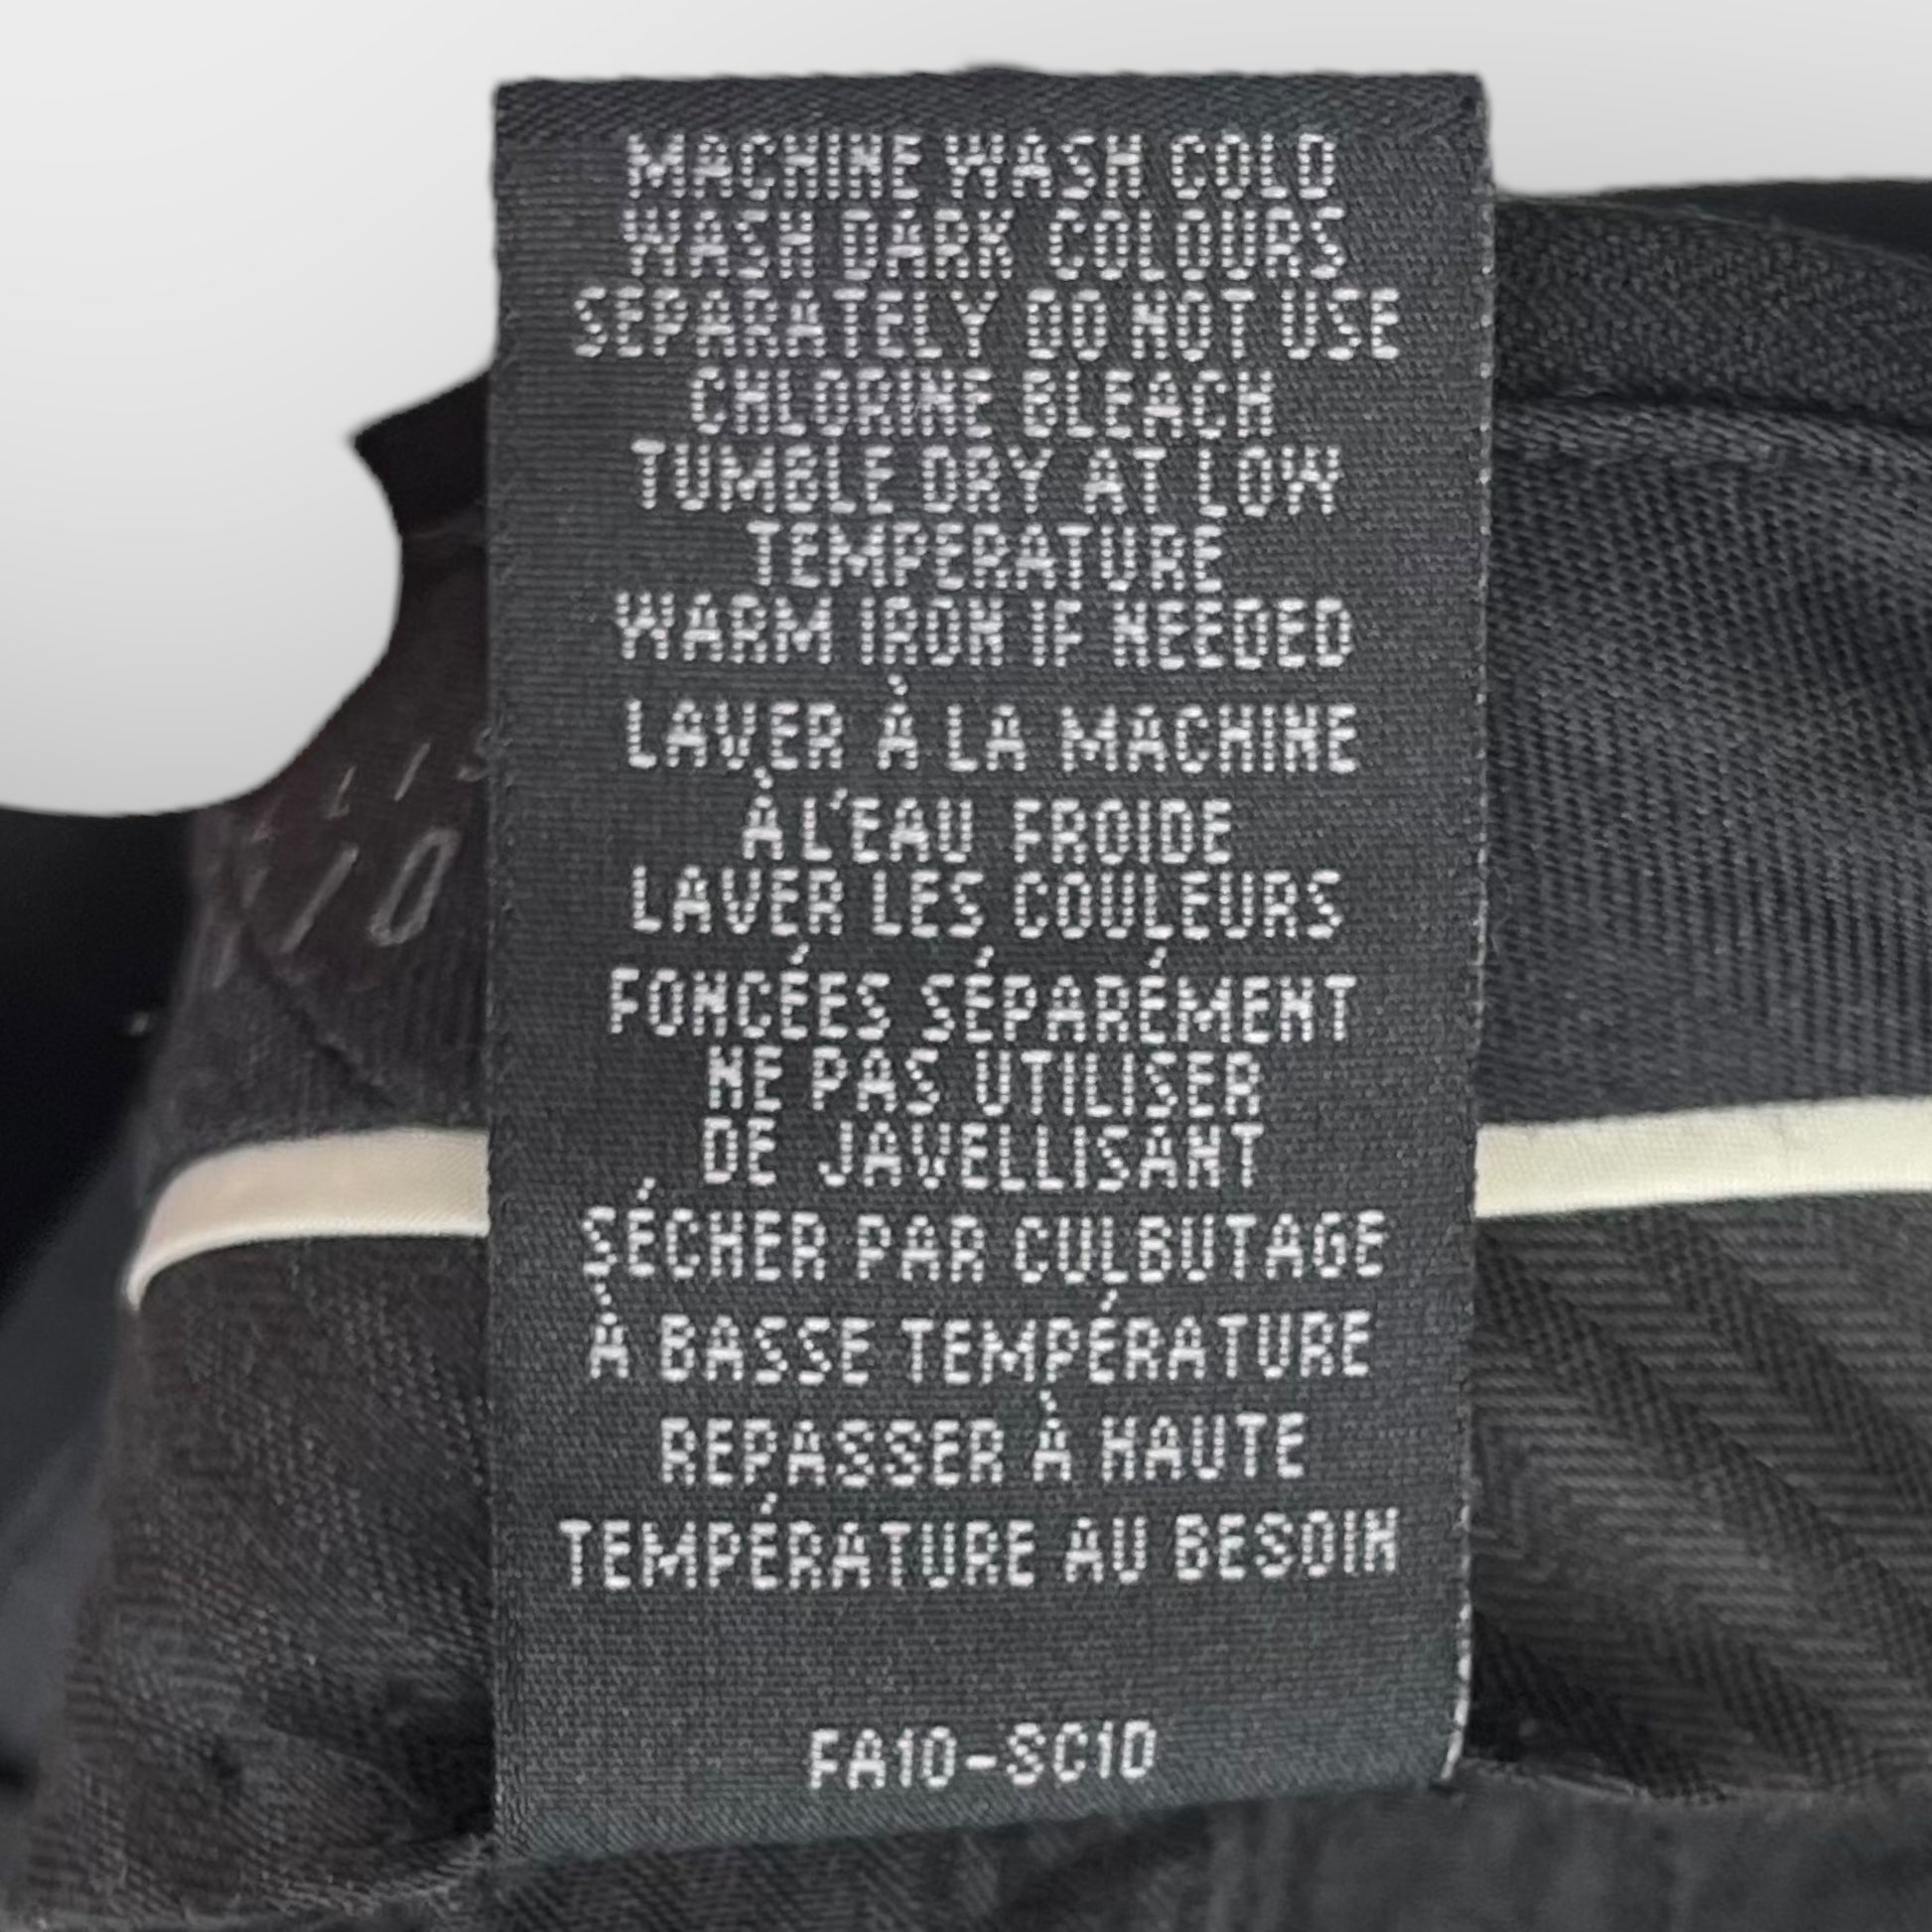 MACHINE WASH COLD
WASH DARK COLOURS
SEPARATELY DO NOT USE
CHLORINE BLEACH
TUMBLE DRY AT LOW
TEMPERATURE
WARM IRON IF NEEDED
LAVER À LA MACHINE
À L'EAU FROIDE
LAVER LES COULEURS
FONCÉES SÉPARÉMENT
NE PAS UTILISER
DE JAVELLISANT
SÉCHER PAR CULBUTAGE
À BASSE TEMPÉRATURE
REPASSER À HAUTE
TEMPÉRATURE AU BESOIN
FA10-SC10